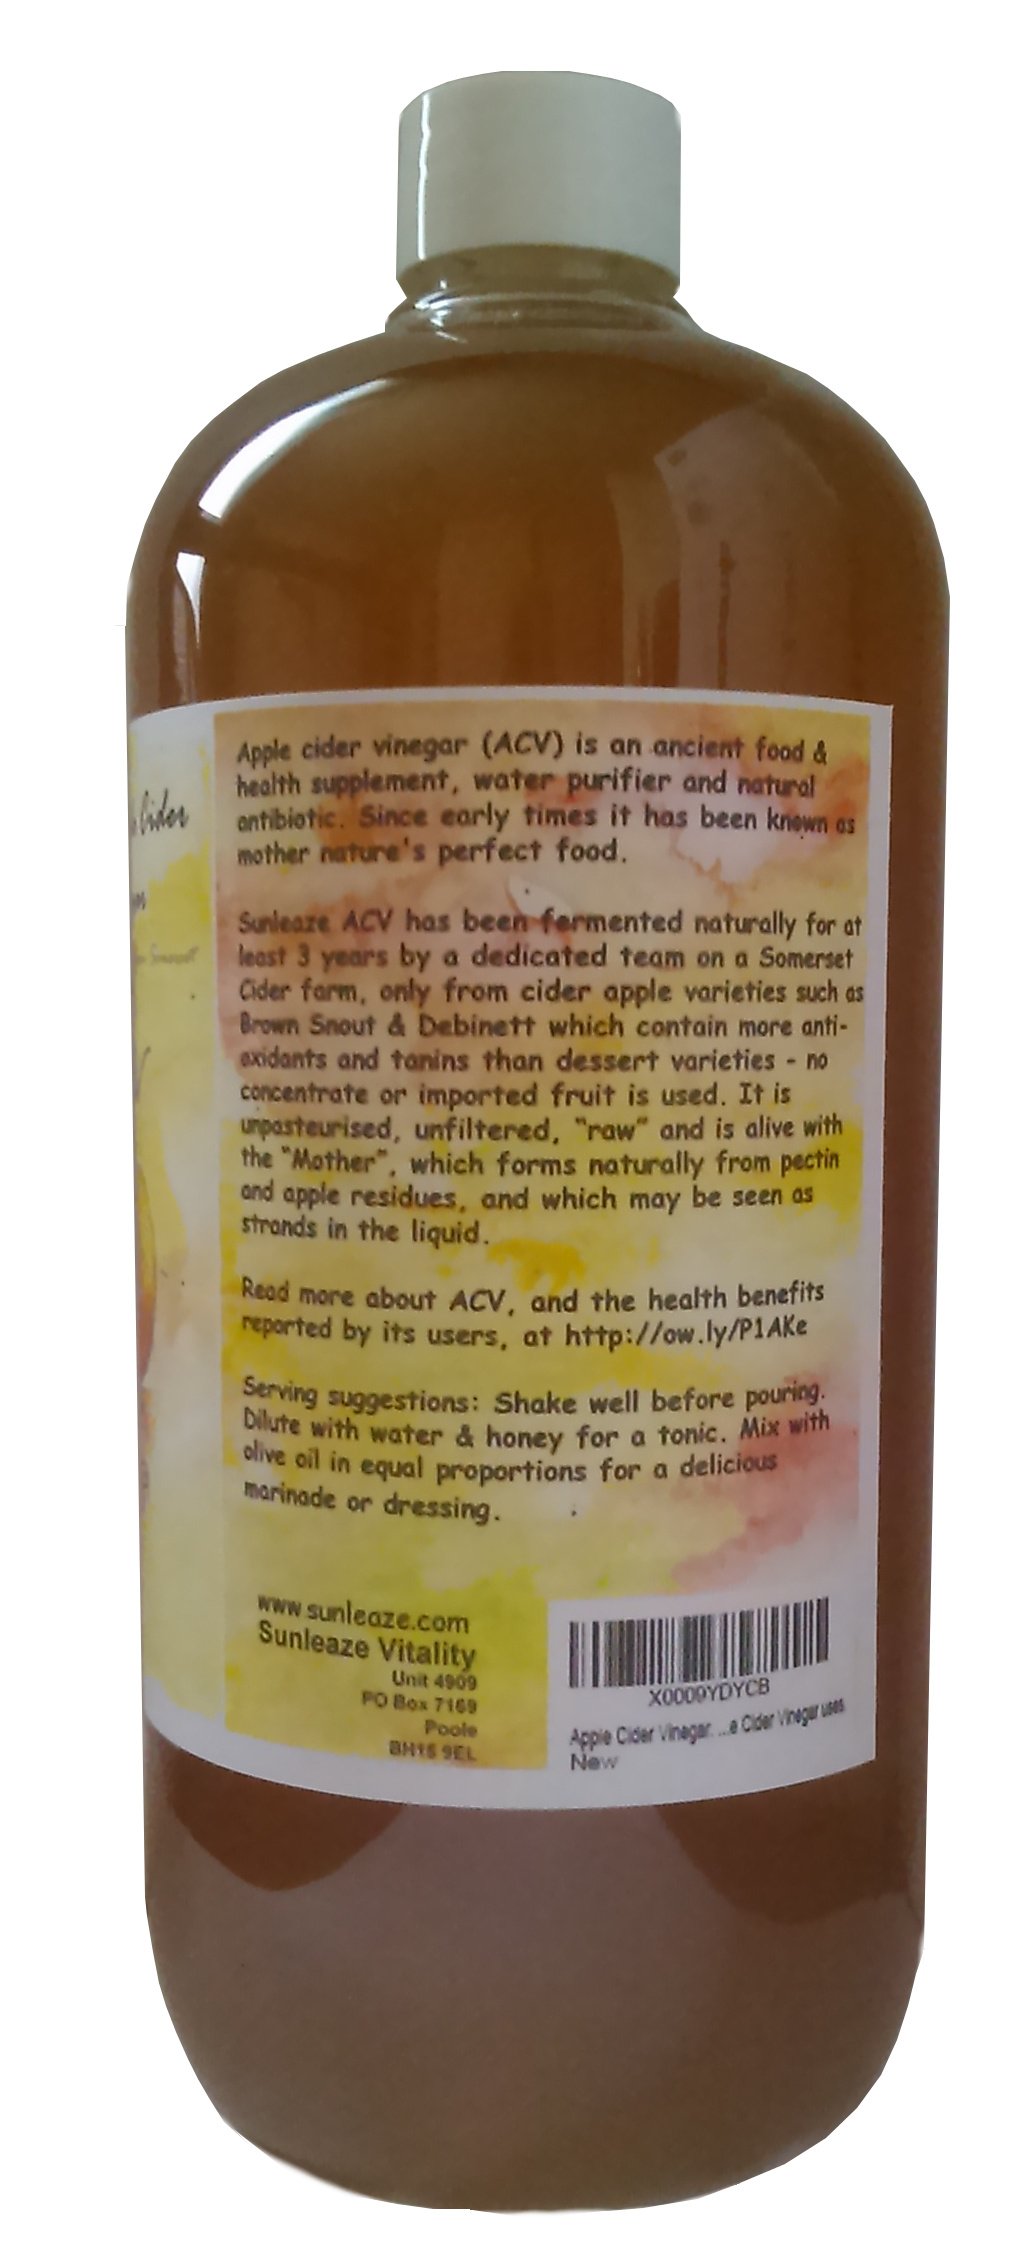 Cider
Apple cider vinegar (ACV) is an ancient food &
health supplement, water purifier and natural
antibiotic. Since early times it has been known as
mother nature's perfect food.
Sunleaze ACV has been fermented naturally for at
least 3 years by a dedicated team on a Somerset
Cider farm, only from cider apple varieties such as
Brown Snout & Debinett which contain more anti-
oxidants and tanins than dessert varieties - no
concentrate or imported fruit is used. It is
unpasteurised, unfiltered, "raw" and is alive with
the "Mother", which forms naturally from pectin
and apple residues, and which may be seen as
strands in the liquid.
Read more about ACV, and the health benefits
reported by its users, at http://ow.ly/P1AKe
Serving suggestions: Shake well before pouring.
Dilute with water & honey for a tonic. Mix with
olive oil in equal proportions for a delicious
marinade or dressing.
www.sunleaze.com
Sunleaze Vitality
Unit 4909
PO Box 7169
Poole
BH15 9EL
X0009YDYCB
Apple Cider Vinegar. ...e Cider Vinegar uses
New